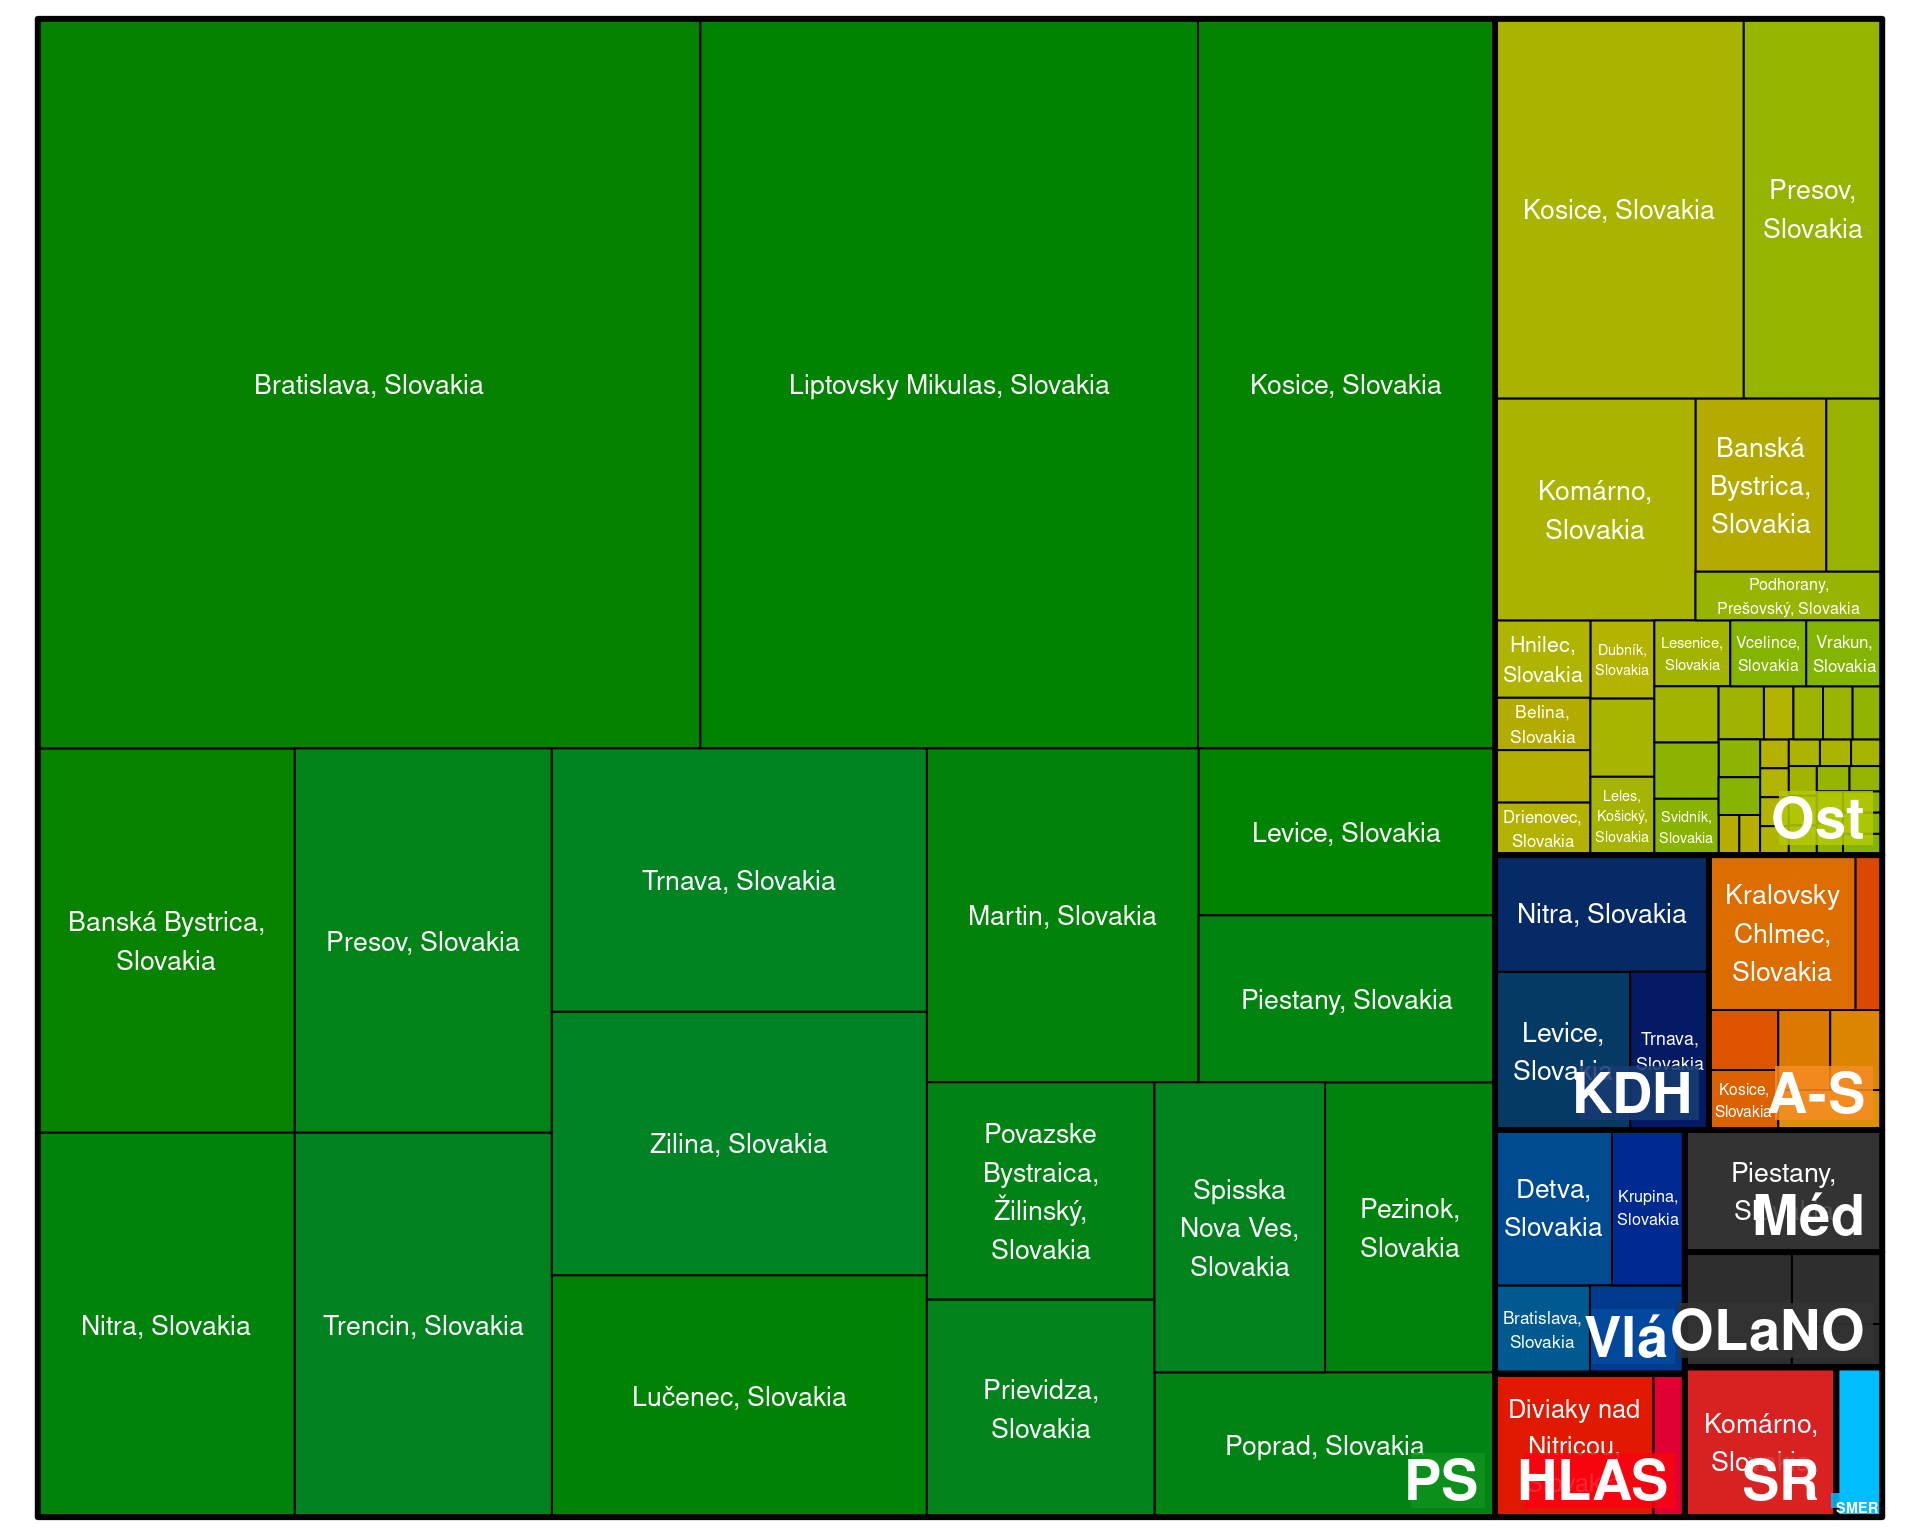 Bratislava, Slovakia
Liptovsky Mikulas, Slovakia
Kosice, Slovakia
Banská Bystrica,
Slovakia
Presov, Slovakia
Trnava, Slovakia
Zilina, Slovakia
Martin, Slovakia
Levice, Slovakia
Piestany, Slovakia
Nitra, Slovakia
Trencin, Slovakia
Lučenec, Slovakia
Povazske
Bystraica,
Žilinský,
Slovakia
Prievidza,
Slovakia
Spisska
Nova Ves,
Slovakia
Pezinok,
Slovakia
Poprad, Slovakia
PS
Kosice, Slovakia
Presov,
Slovakia
Komárno,
Slovakia
Banská
Bystrica,
Slovakia
Podhorany,
Prešovský, Slovakia
Hnilec,
Slovakia
Dubník,
Slovakia
Lesenice,
Slovakia
Vcelince,
Slovakia
Vrakun,
Slovakia
Belina,
Slovakia
Drienovec,
Slovakia
Leles,
Košický,
Slovakia
Svidník,
Slovakia
Ost
Nitra, Slovakia
Levice,
Slovakia
Trnava,
Slovakia
KDH
Kralovsky
Chlmec,
Slovakia
Kosice,
Slovakia
A-S
Detva,
Slovakia
Krupina,
Slovakia
Bratislava,
Slovakia
Vlá
Piestany,
Méd
OLaNO
Diviaky nad
Nitricou,
Slovakia
HLAS
Komárno,
Slovakia
SR
SMER